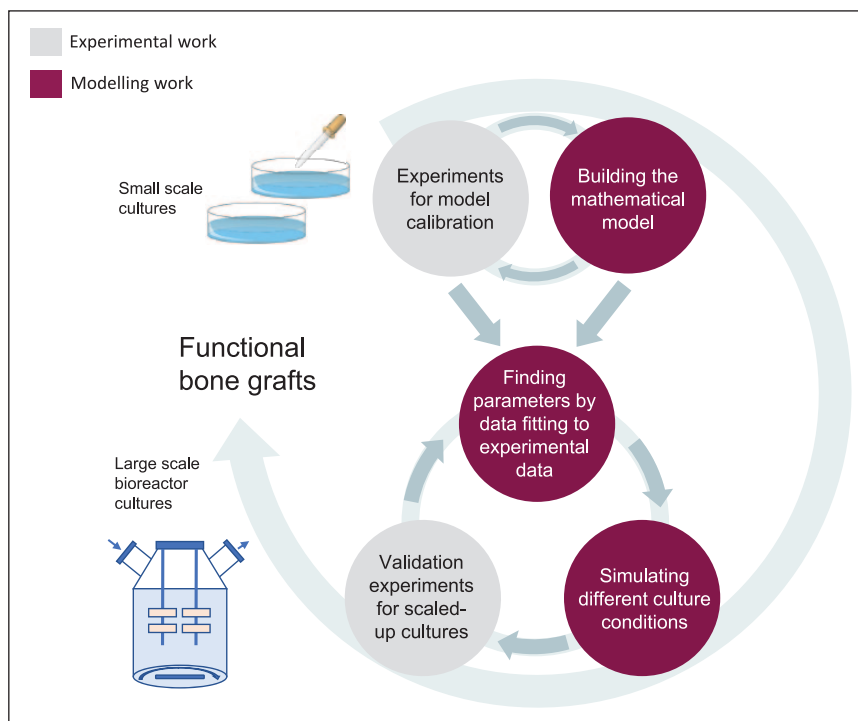 Experimental work
Modelling work
Small scale
cultures
Experiments
for model
calibration
Building the
mathematical
model
Functional
bone grafts
Finding
parameters by
data fitting to
experimental
data
Large scale
bioreactor
cultures
Validation
experiments
for scaled-
up cultures
Simulating
different culture
conditions